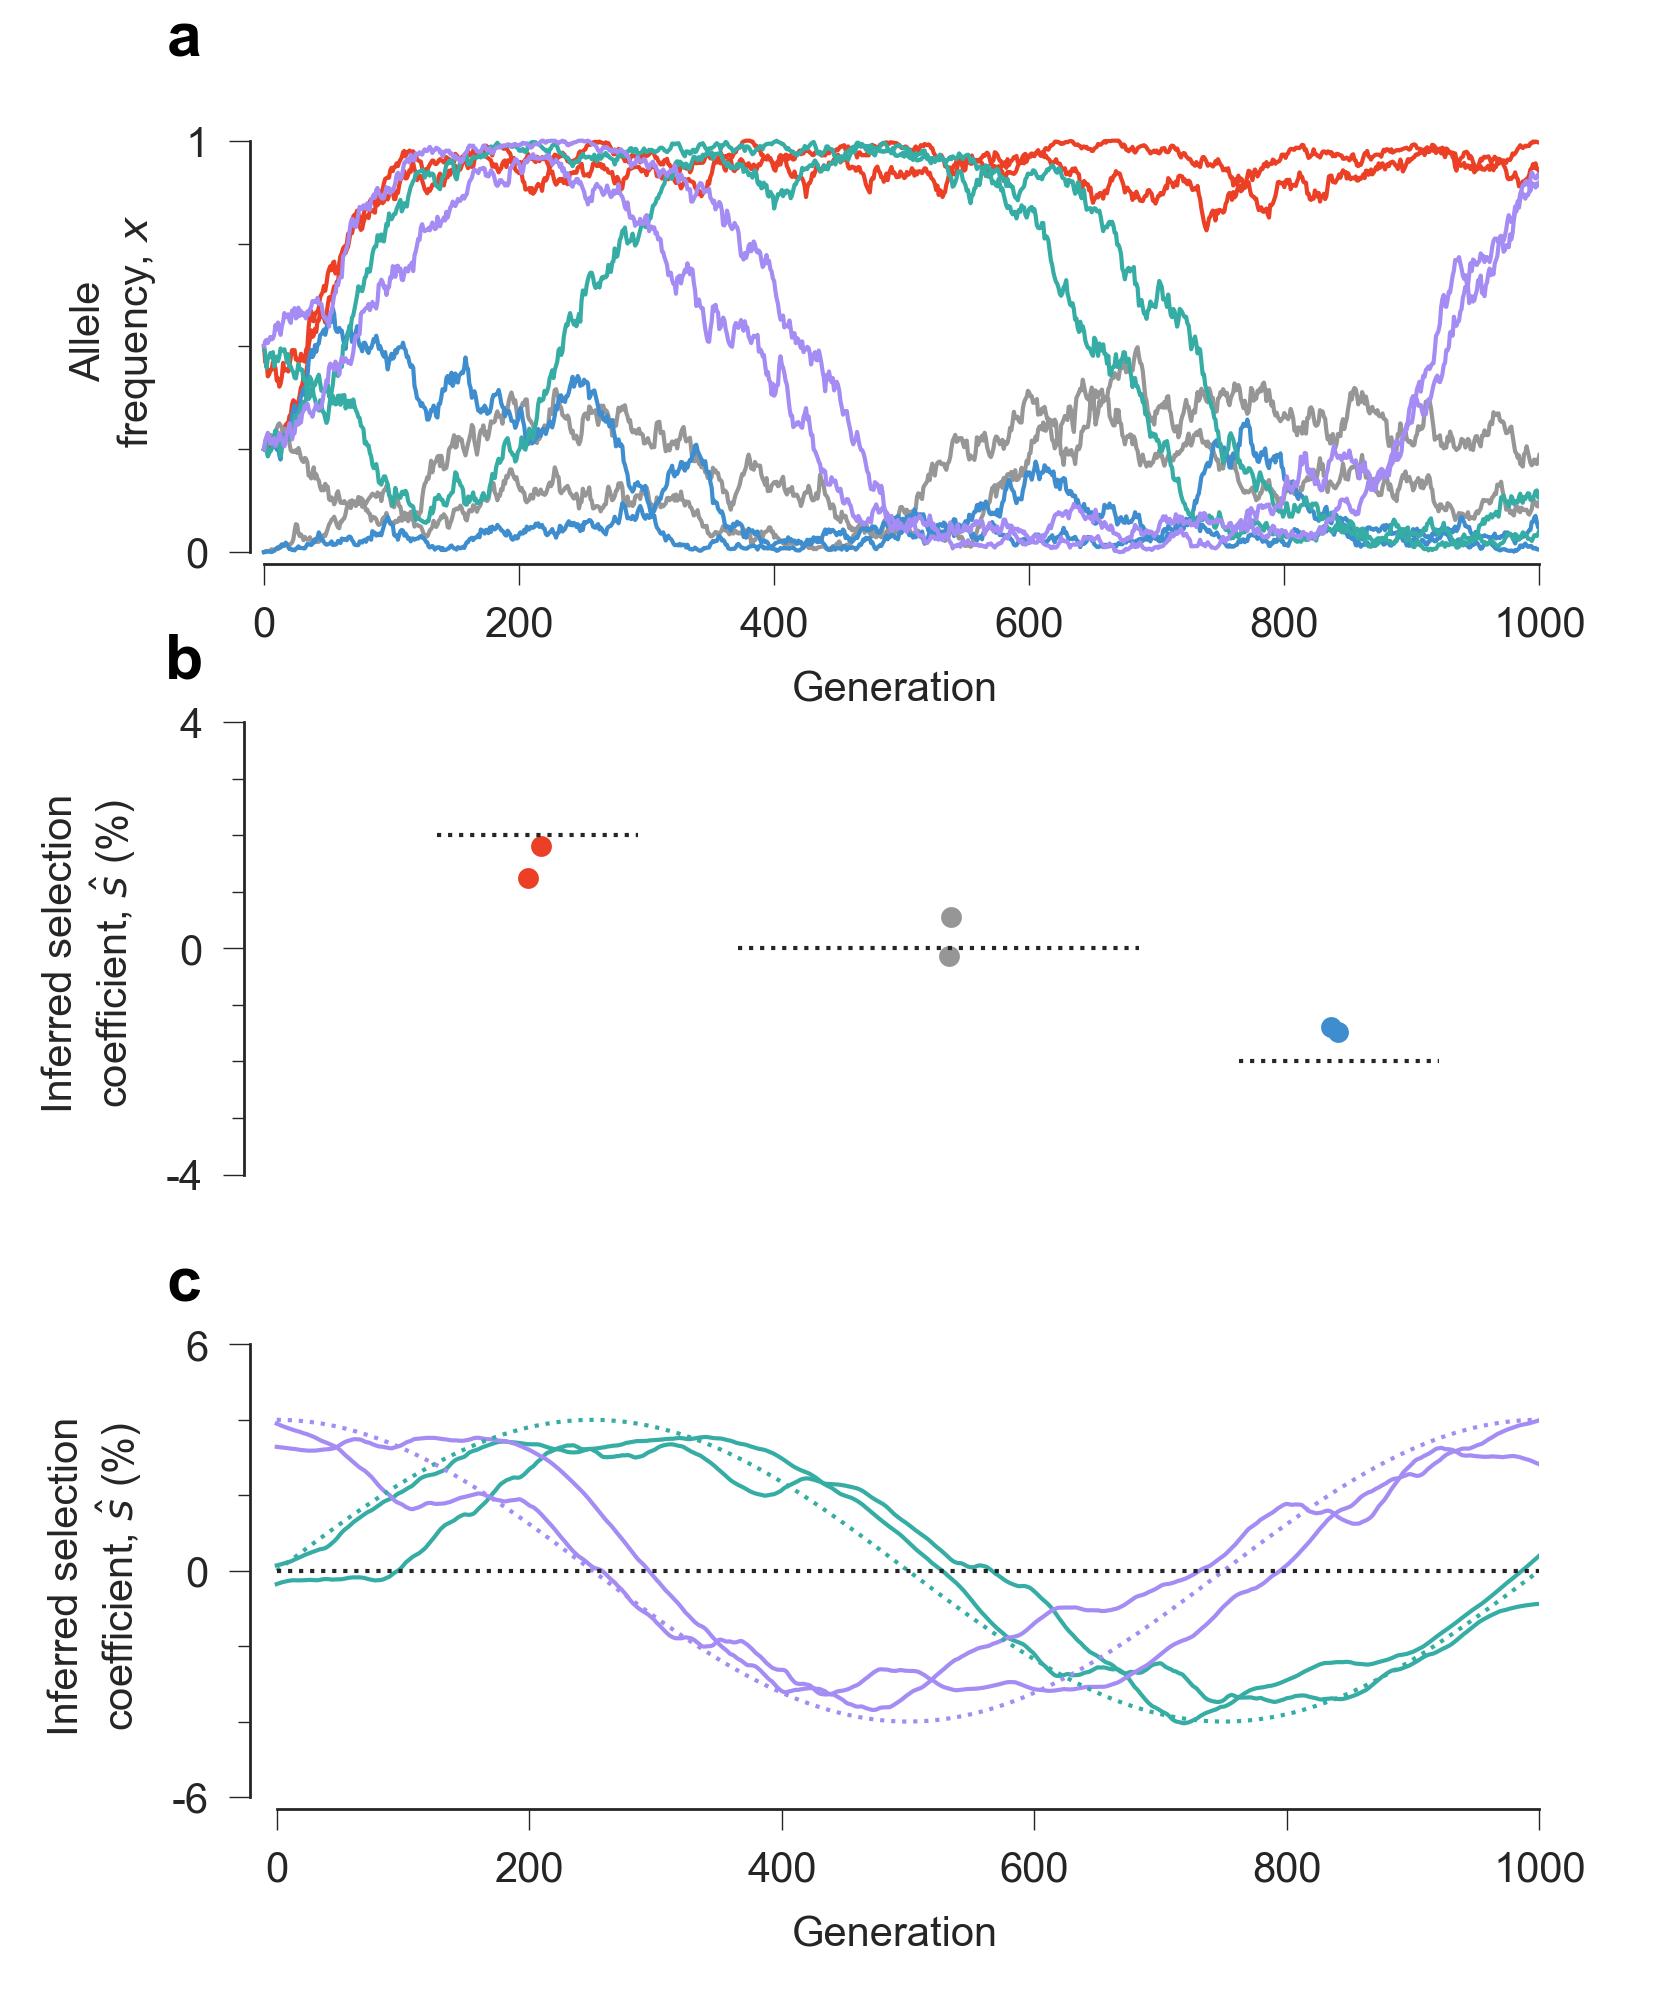 a
Allele
frequency, x
1
0
0 200 400 600 800 1000
Generation
b
Inferred selection
coefficient, ŝ (%)
4
0
-4
c
Inferred selection
coefficient, ŝ (%)
6
0
-6
0 200 400 600 800 1000
Generation